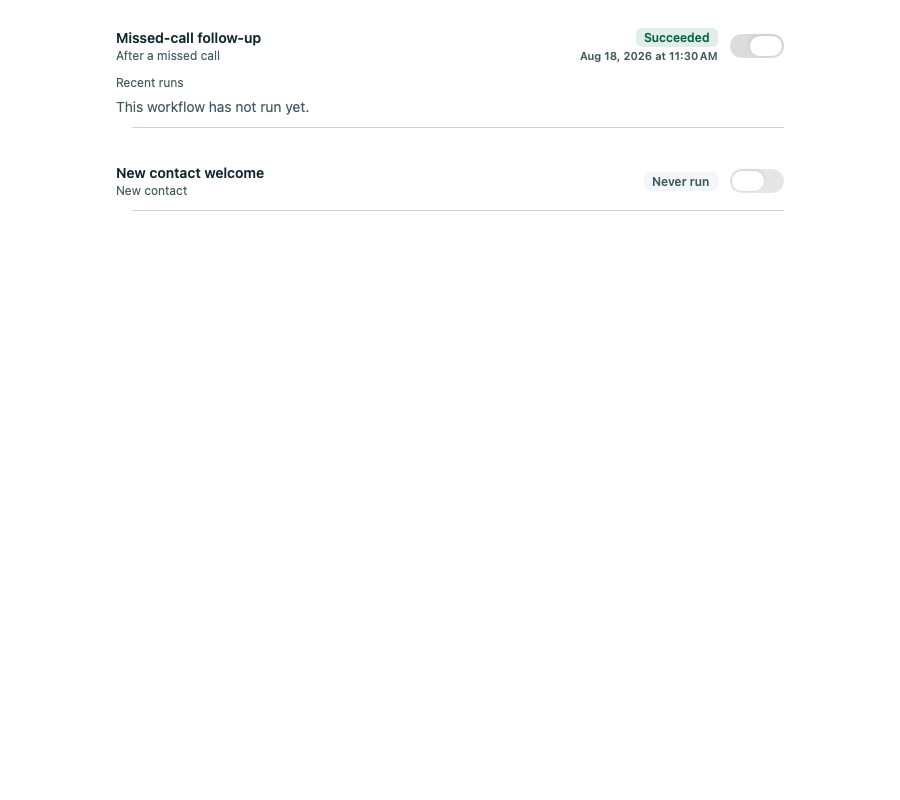 Missed-call follow-up
Succeeded
After a missed call
Aug 18, 2026 at 11:30 AM
Recent runs
This workflow has not run yet.
New contact welcome
Never run
New contact